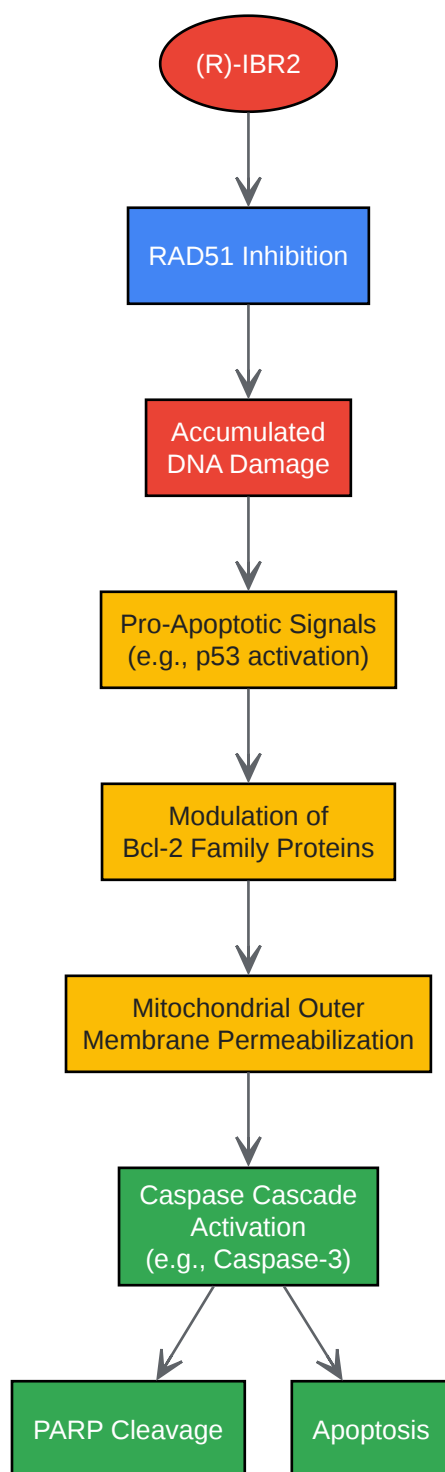 (R)-IBR2
RAD51 Inhibition
Accumulated
DNA Damage
Pro-Apoptotic Signals
(e.g., p53 activation)
Modulation of
Bcl-2 Family Proteins
Mitochondrial Outer
Membrane Permeabilization
Caspase Cascade
Activation
(e.g., Caspase-3)
PARP Cleavage
Apoptosis